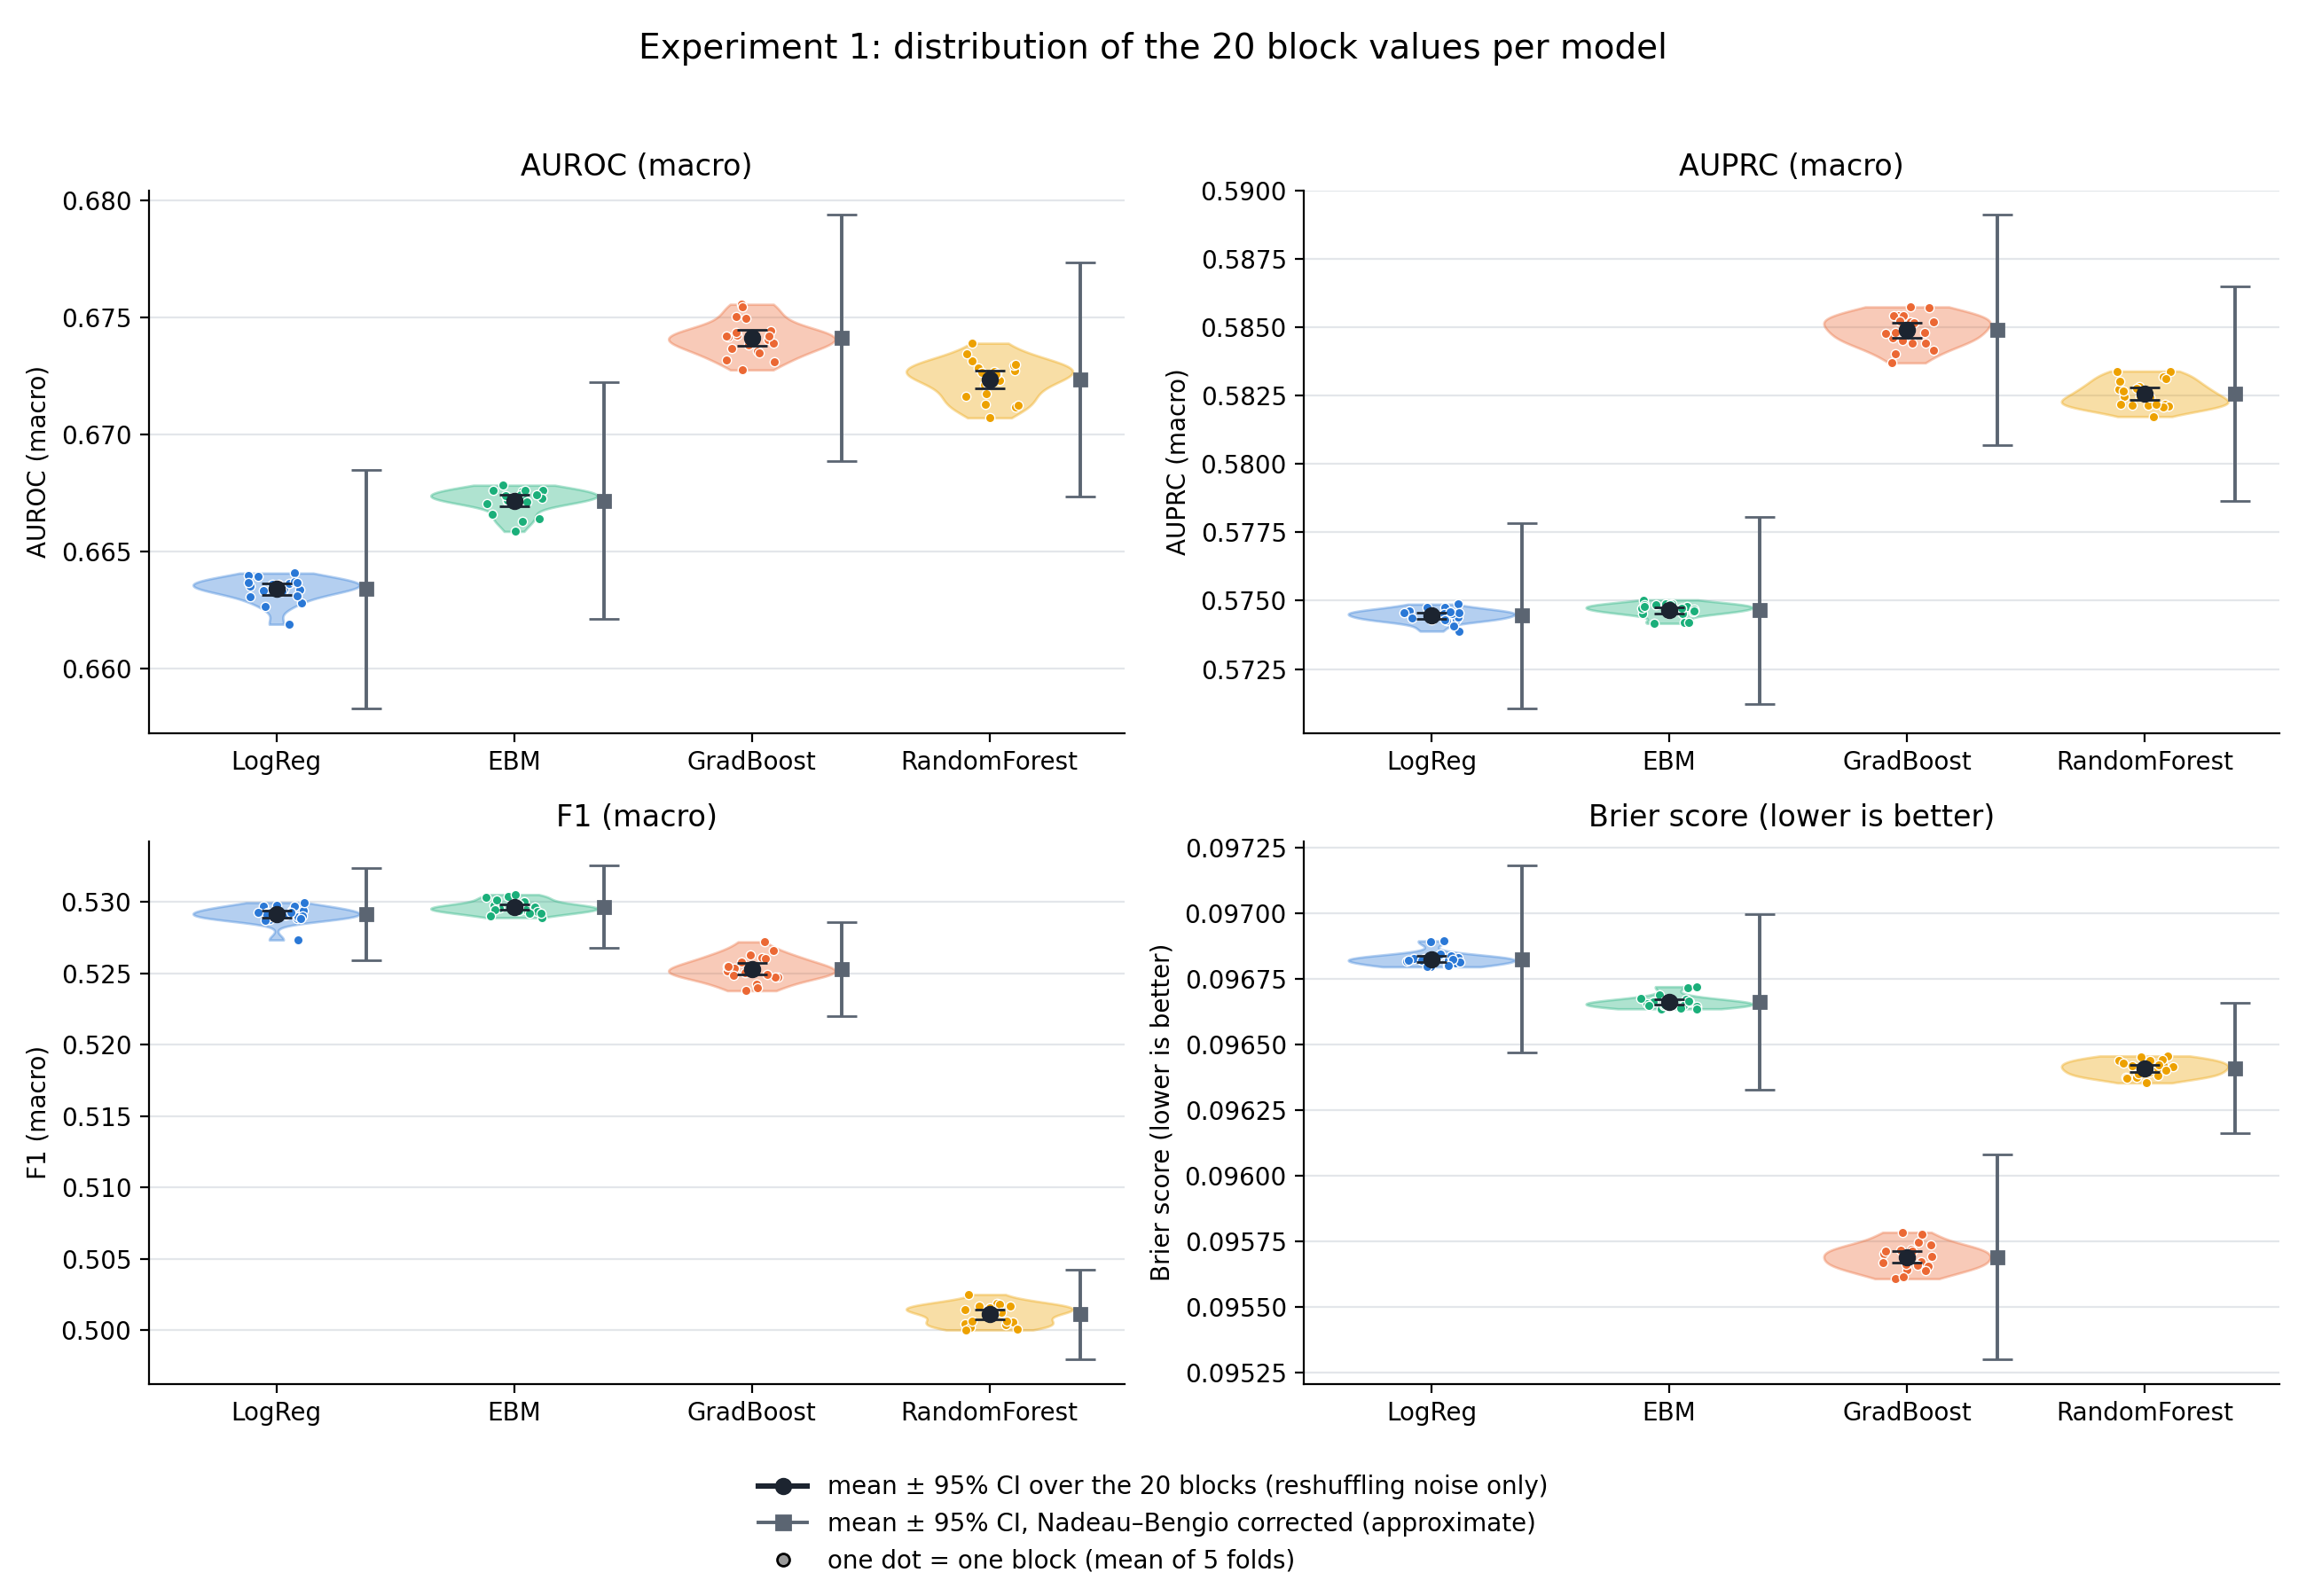 Experiment 1: distribution of the 20 block values per model
AUROC (macro)
AUROC (macro)
0.680
0.675
0.670
0.665
0.660
LogReg
EBM
GradBoost
RandomForest
AUPRC (macro)
AUPRC (macro)
0.5900
0.5875
0.5850
0.5825
0.5800
0.5775
0.5750
0.5725
LogReg
EBM
GradBoost
RandomForest
F1 (macro)
F1 (macro)
0.530
0.525
0.520
0.515
0.510
0.505
0.500
LogReg
EBM
GradBoost
RandomForest
Brier score (lower is better)
Brier score (lower is better)
0.09725
0.09700
0.09675
0.09650
0.09625
0.09600
0.09575
0.09550
0.09525
LogReg
EBM
GradBoost
RandomForest
mean ± 95% CI over the 20 blocks (reshuffling noise only)
mean ± 95% CI, Nadeau–Bengio corrected (approximate)
one dot = one block (mean of 5 folds)